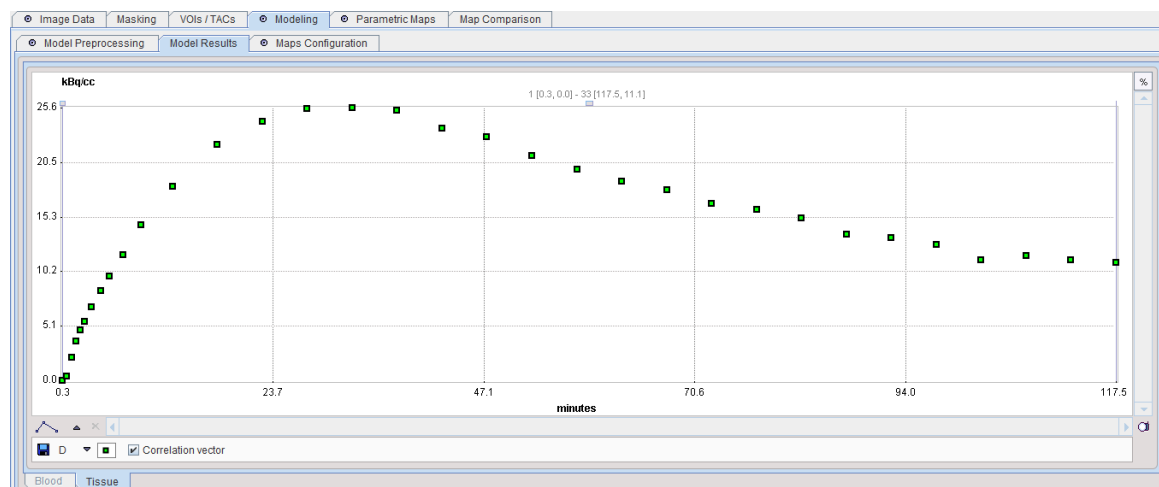 Image Data Masking VOIs / TACs Modeling Parametric Maps Map Comparison
Model Preprocessing Model Results Maps Configuration
kBq/cc
%
1 [0.3, 0.0] - 33 [117.5, 11.1]
25.6
20.5
15.3
10.2
5.1
0.0
0.3 23.7 47.1 70.6 94.0 117.5
minutes
D Correlation vector
Blood Tissue